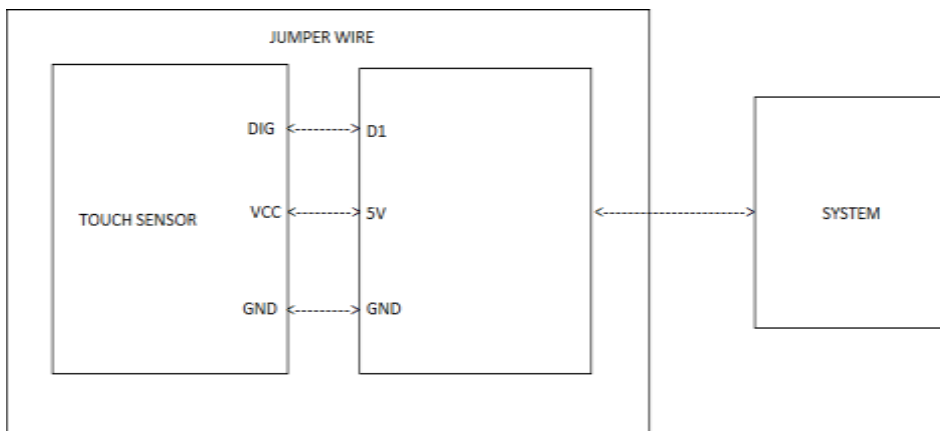 JUMPER WIRE
DIG <--------> D1
VCC <--------> 5V
TOUCH SENSOR
SYSTEM
GND <--------> GND